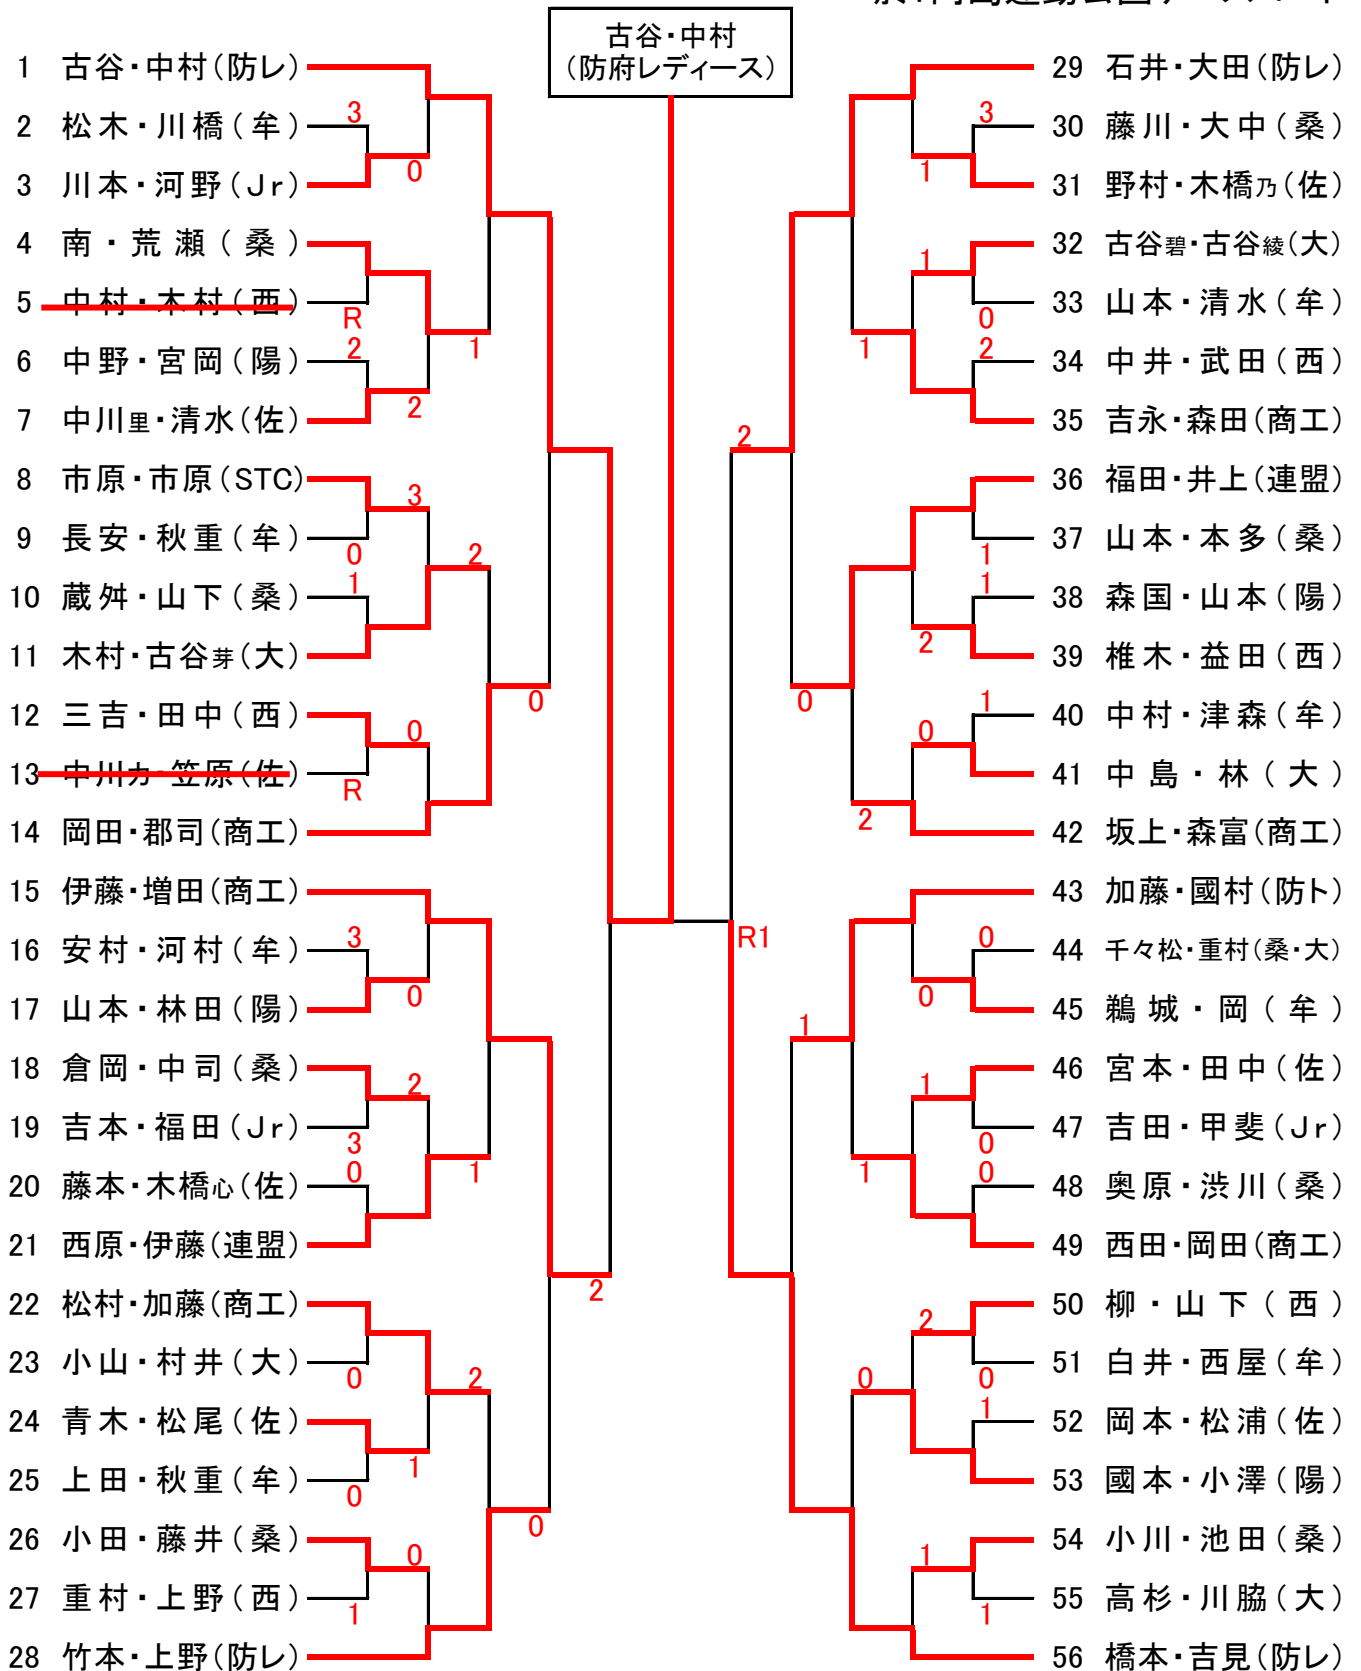 古谷・中村
(防府レディース)
1 古谷・中村(防レ)
2 松木・川橋(牟)
3
3 川本・河野(Jr)
0
4 南・荒瀬(桑)
5 中村・木村(西)
R
6 中野・宮岡(陽)
2
1
7 中川里・清水(佐)
2
8 市原・市原(STC)
3
9 長安・秋重(牟)
0
2
10 蔵舛・山下(桑)
1
11 木村・古谷芽(大)
12 三吉・田中(西)
0
0
13 中川カ・笠原(佐)
R
14 岡田・郡司(商工)
15 伊藤・増田(商工)
16 安村・河村(牟)
3
17 山本・林田(陽)
0
18 倉岡・中司(桑)
2
19 吉本・福田(Jr)
3
20 藤本・木橋心(佐)
0
1
21 西原・伊藤(連盟)
22 松村・加藤(商工)
2
23 小山・村井(大)
0
2
24 青木・松尾(佐)
1
25 上田・秋重(牟)
0
26 小田・藤井(桑)
0
0
27 重村・上野(西)
1
28 竹本・上野(防レ)
29 石井・大田(防レ)
3
30 藤川・大中(桑)
1
31 野村・木橋乃(佐)
1
32 古谷碧・古谷綾(大)
0
33 山本・清水(牟)
1
2
34 中井・武田(西)
35 吉永・森田(商工)
2
36 福田・井上(連盟)
1
37 山本・本多(桑)
1
38 森国・山本(陽)
2
39 椎木・益田(西)
0
1
40 中村・津森(牟)
0
41 中島・林(大)
2
42 坂上・森富(商工)
43 加藤・國村(防ト)
R1
0
44 千々松・重村(桑・大)
0
45 鵜城・岡(牟)
1
46 宮本・田中(佐)
1
0
47 吉田・甲斐(Jr)
1
0
48 奥原・渋川(桑)
49 西田・岡田(商工)
50 柳・山下(西)
2
0
51 白井・西屋(牟)
0
1
52 岡本・松浦(佐)
53 國本・小澤(陽)
54 小川・池田(桑)
1
1
55 高杉・川脇(大)
56 橋本・吉見(防レ)